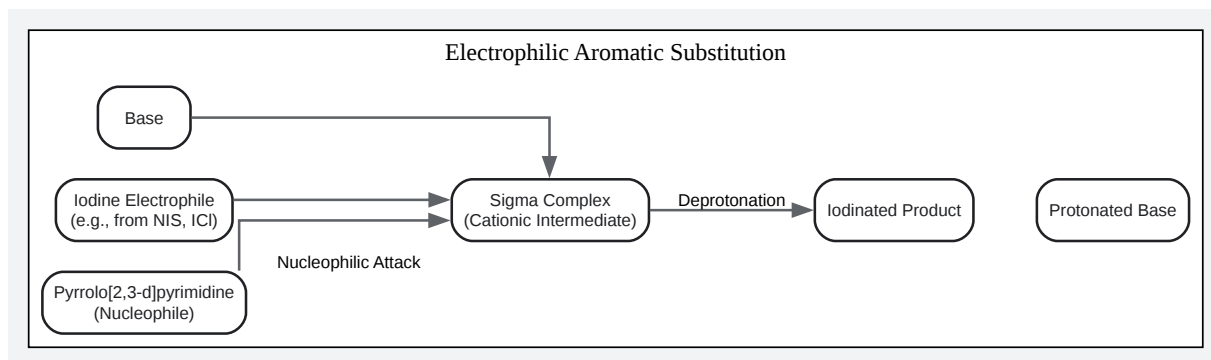 Electrophilic Aromatic Substitution
Base
Iodine Electrophile
(e.g., from NIS, ICl)
Sigma Complex
(Cationic Intermediate)
Deprotonation
Iodinated Product
Protonated Base
Nucleophilic Attack
Pyrrolo[2,3-d]pyrimidine
(Nucleophile)